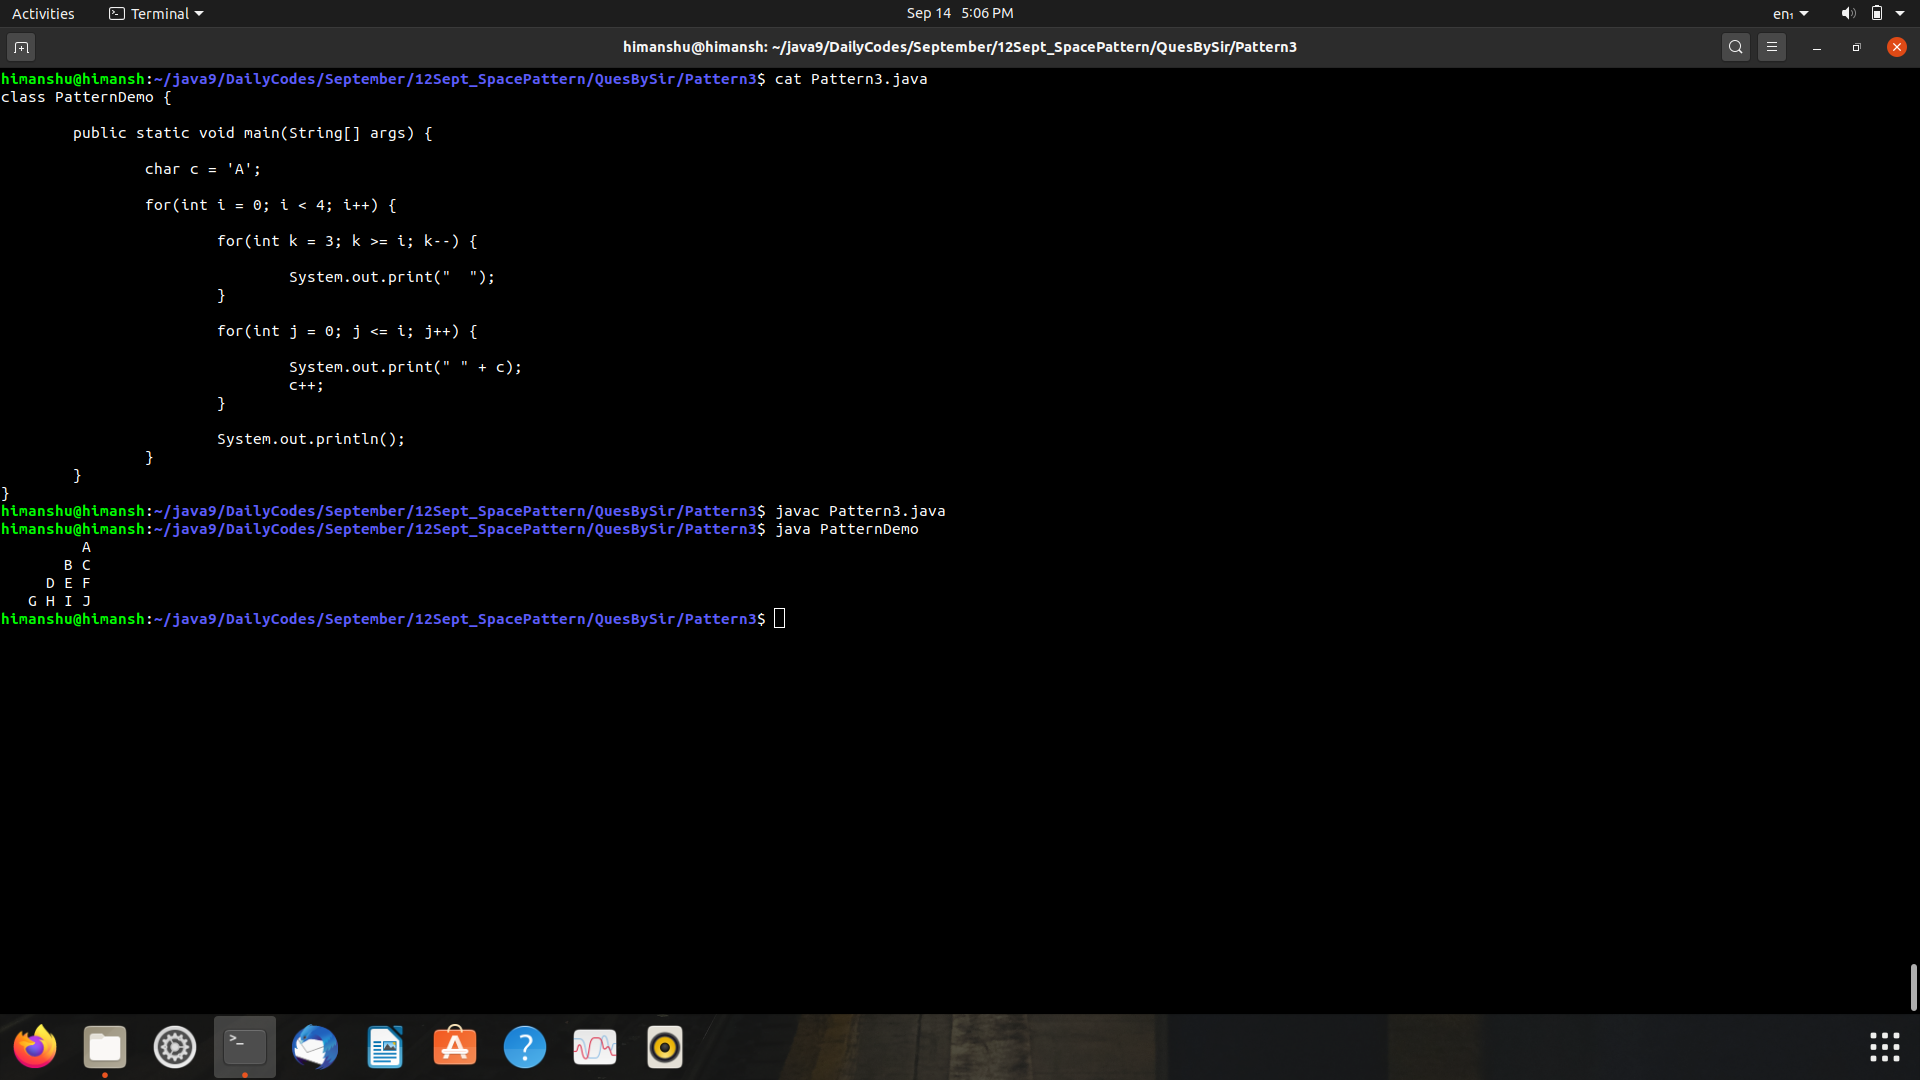 Activities Terminal Sep 14 5:06 PM en₁
himanshu@himansh: ~/java9/DailyCodes/September/12Sept_SpacePattern/QuesBySir/Pattern3
himanshu@himansh:~/java9/DailyCodes/September/12Sept_SpacePattern/QuesBySir/Pattern3$ cat Pattern3.java
class PatternDemo {
        public static void main(String[] args) {
                char c = 'A';
                for(int i = 0; i < 4; i++) {
                        for(int k = 3; k >= i; k--) {
                                System.out.print("  ");
                        }
                        for(int j = 0; j <= i; j++) {
                                System.out.print(" " + c);
                                c++;
                        }
                        System.out.println();
                }
        }
}
himanshu@himansh:~/java9/DailyCodes/September/12Sept_SpacePattern/QuesBySir/Pattern3$ javac Pattern3.java
himanshu@himansh:~/java9/DailyCodes/September/12Sept_SpacePattern/QuesBySir/Pattern3$ java PatternDemo
         A
       B C
     D E F
   G H I J
himanshu@himansh:~/java9/DailyCodes/September/12Sept_SpacePattern/QuesBySir/Pattern3$